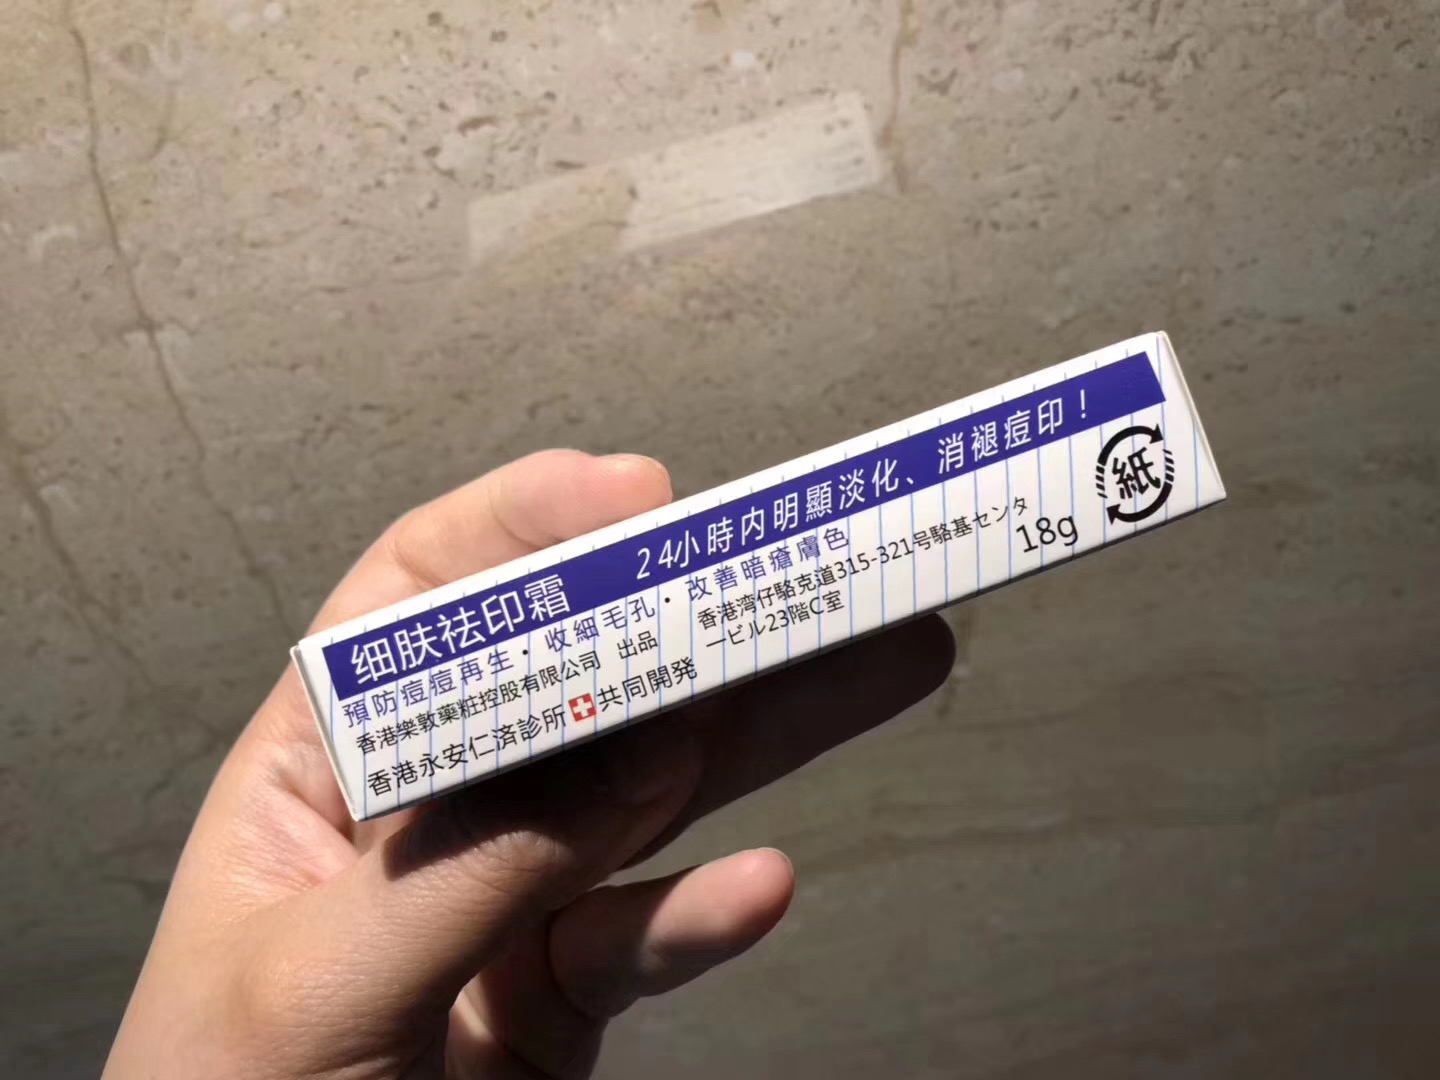 细肤祛印霜 24小時内明顯淡化、消褪痘印！
預防痘痘再生・收細毛孔・改善暗瘡膚色
香港樂敦藥粧控股有限公司 出品
香港湾仔駱克道315-321号駱基センタ
ービル23階C室
香港永安仁済診所 共同開発
18g
紙